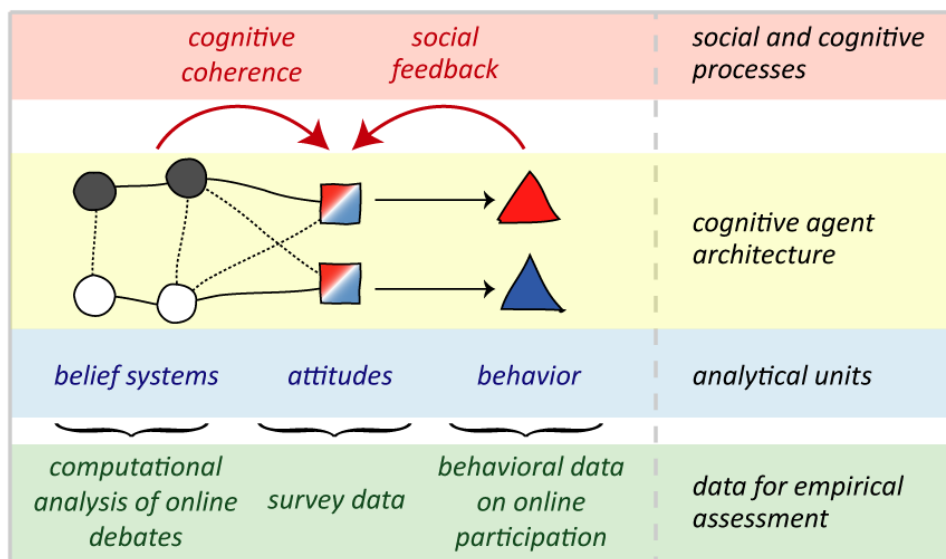 cognitive
coherence
social
feedback
social and cognitive
processes
cognitive agent
architecture
belief systems
attitudes
behavior
analytical units
computational
analysis of online
debates
survey data
behavioral data
on online
participation
data for empirical
assessment